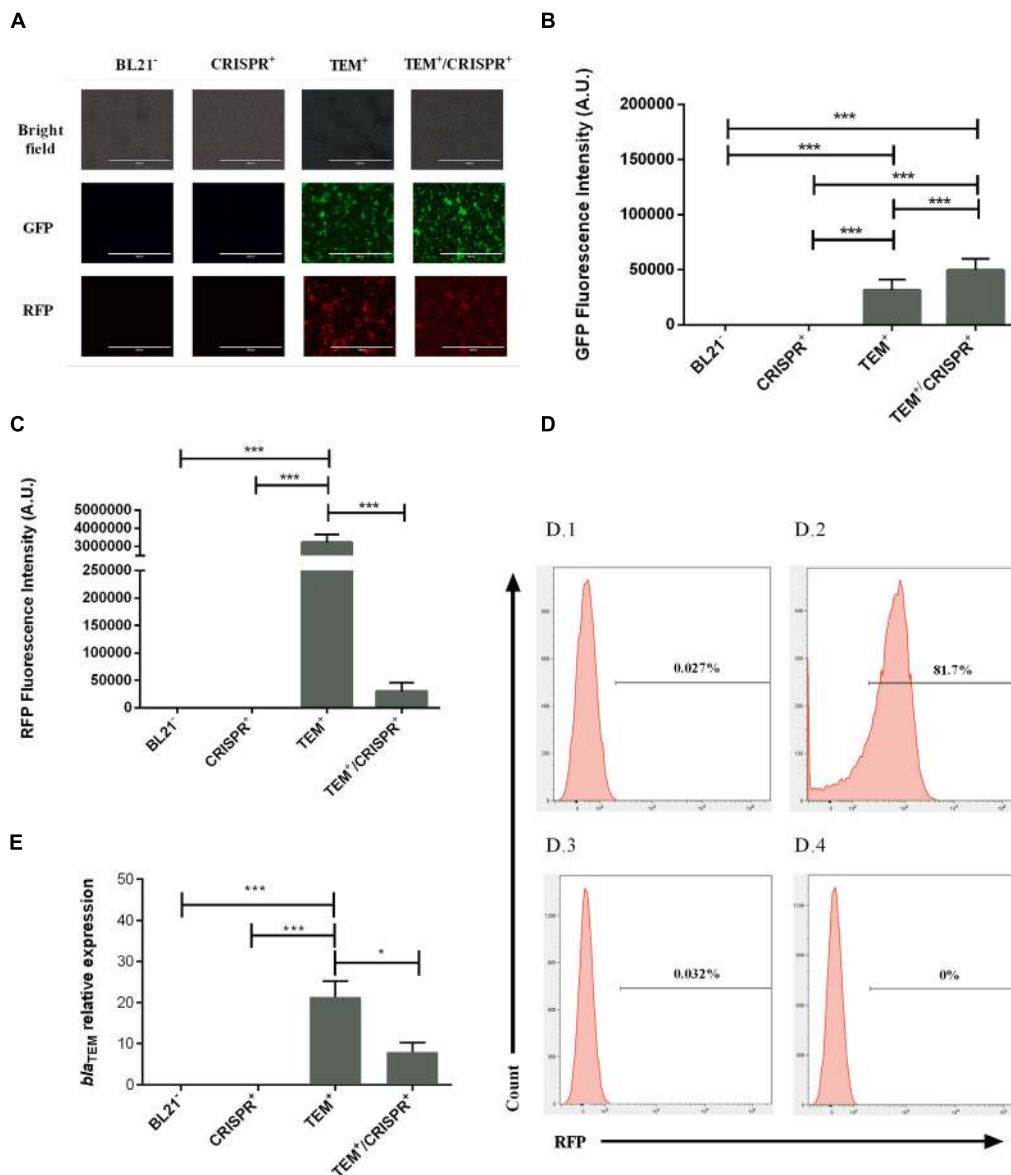 A
BL21⁻ CRISPR⁺ TEM⁺ TEM⁺/CRISPR⁺
Bright field
GFP
RFP
B
GFP Fluorescence Intensity (A.U.)
200000
150000
100000
50000
0
***
***
***
***
***
BL21⁻ CRISPR⁺ TEM⁺ TEM⁺/CRISPR⁺
C
RFP Fluorescence Intensity (A.U.)
***
***
***
5000000
4000000
3000000
250000
200000
150000
100000
50000
0
BL21⁻ CRISPR⁺ TEM⁺ TEM⁺/CRISPR⁺
D
D.1
0.027%
D.2
81.7%
D.3
0.032%
D.4
0%
Count
RFP
E
bla_TEM relative expression
50
40
30
20
10
0
***
***
*
BL21⁻ CRISPR⁺ TEM⁺ TEM⁺/CRISPR⁺